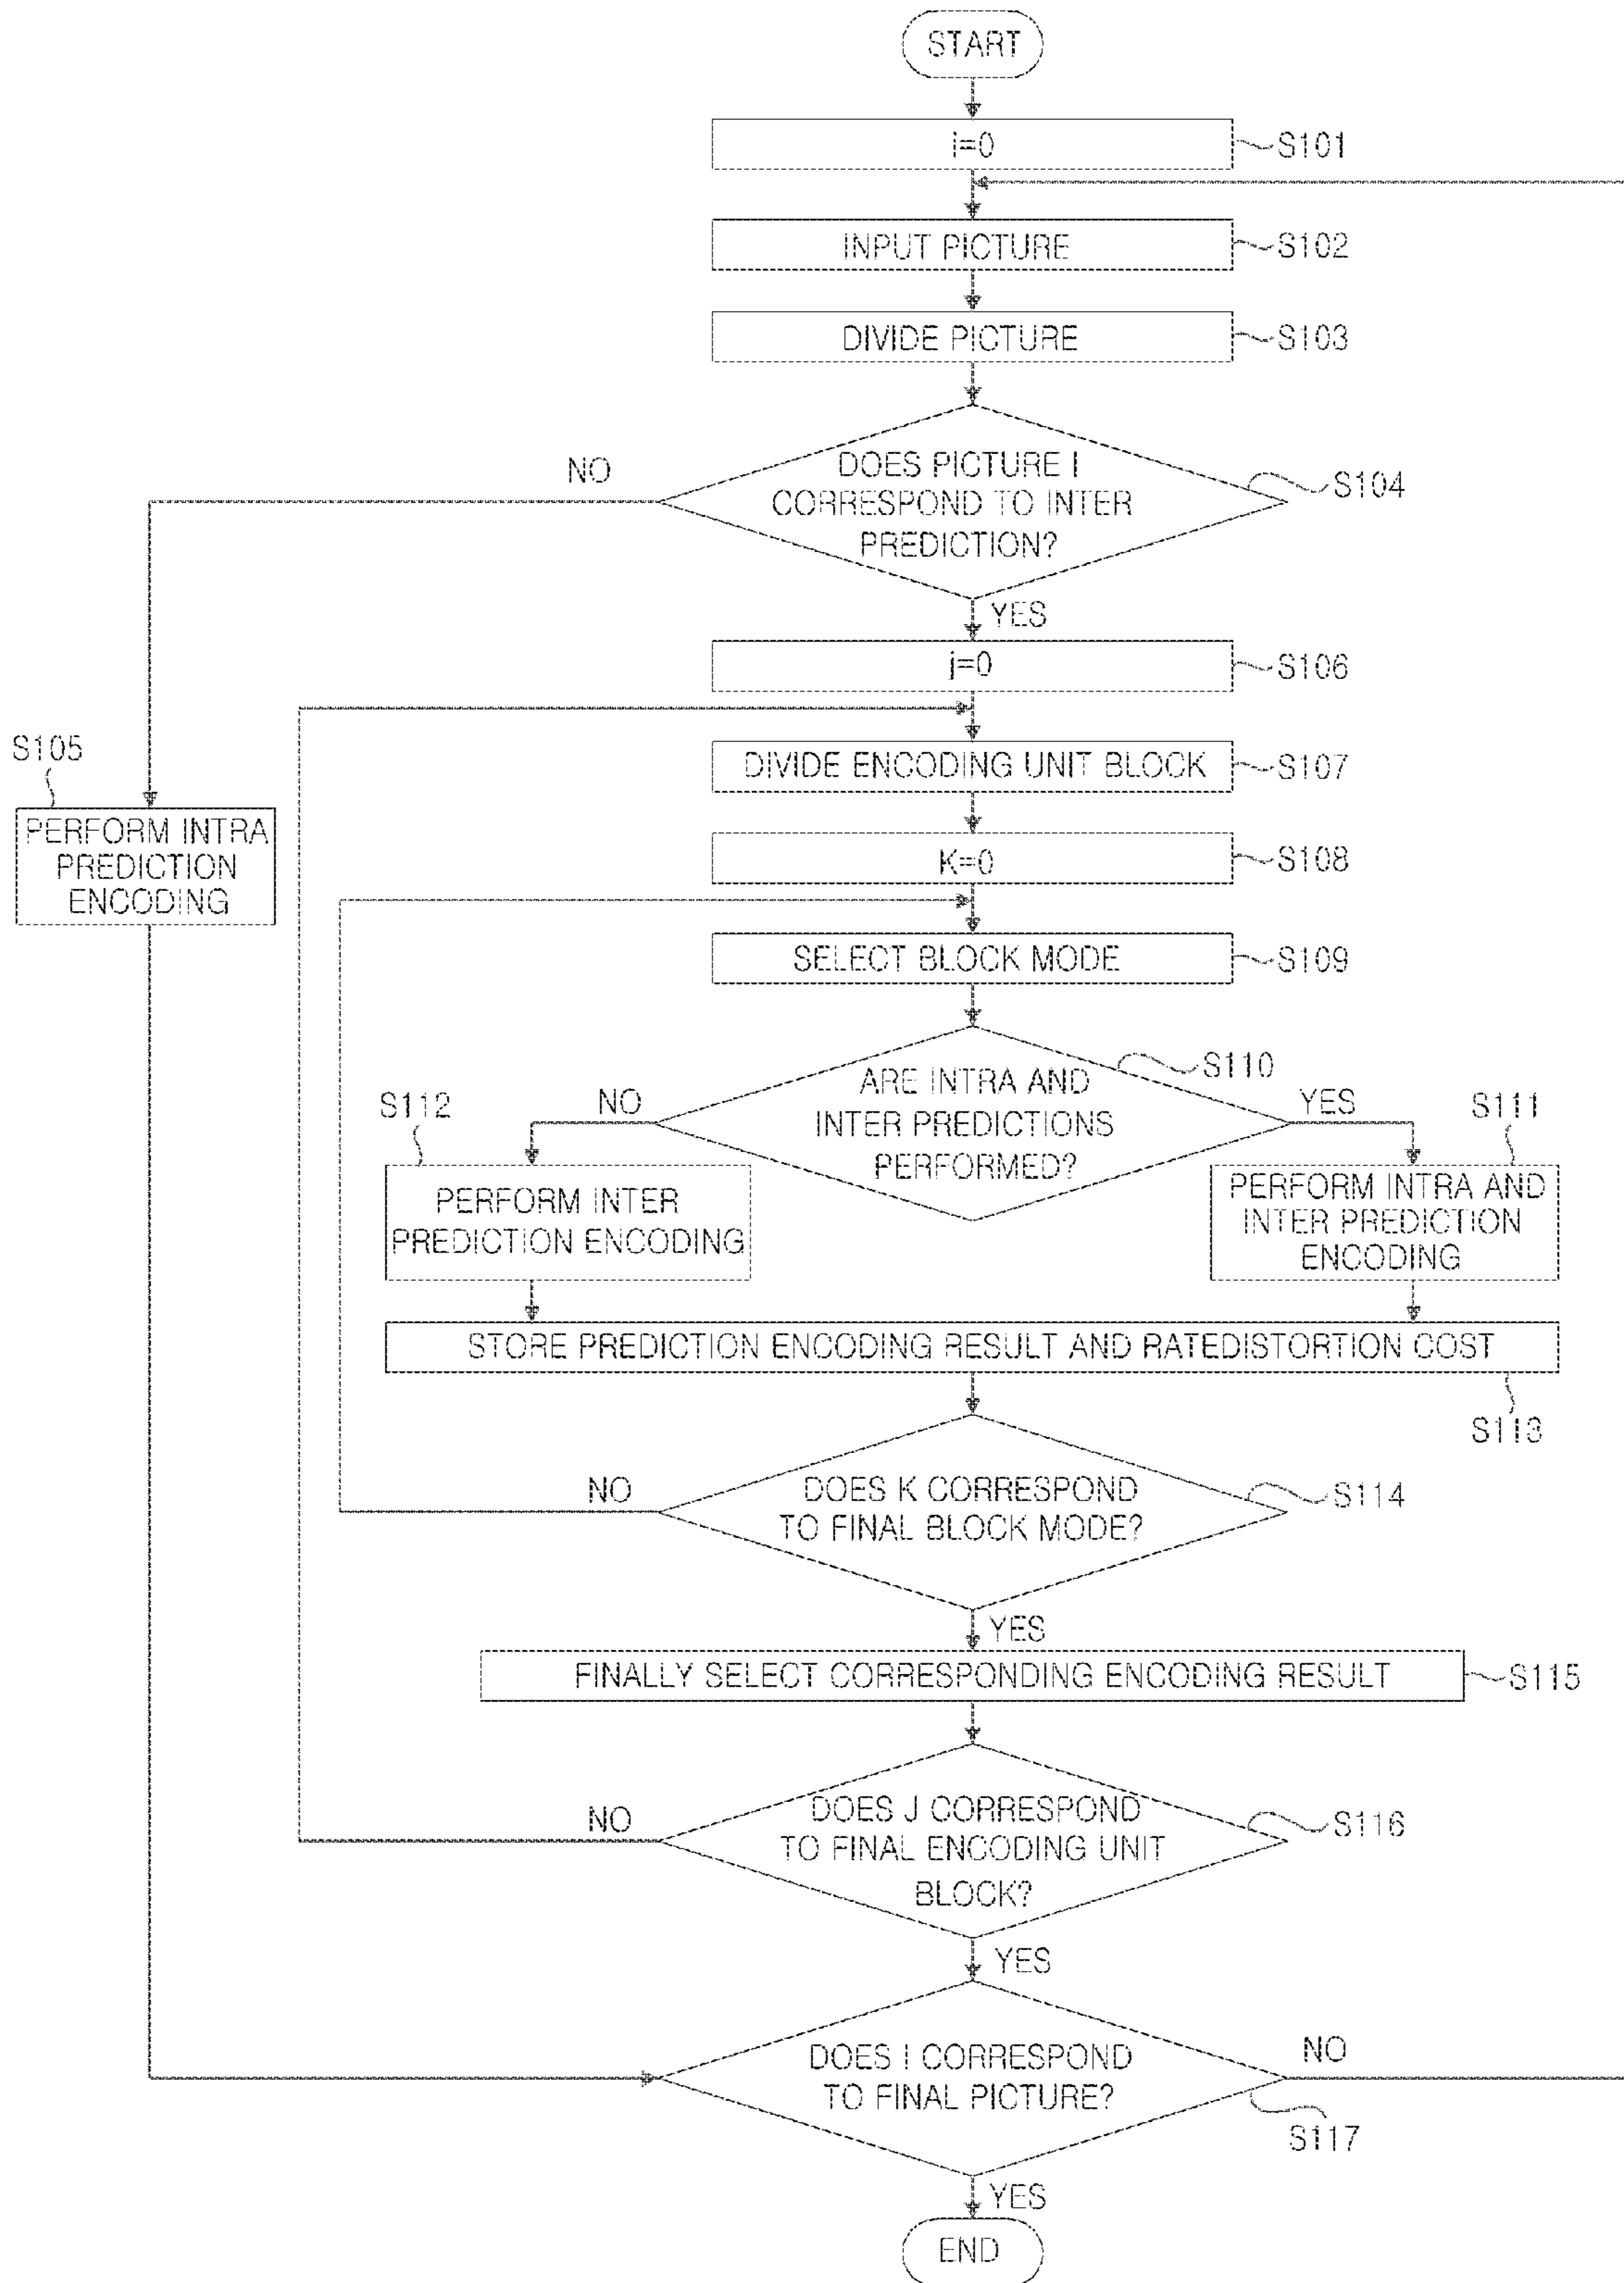 START
i=0
S101
INPUT PICTURE
S102
DIVIDE PICTURE
S103
DOES PICTURE I
CORRESPOND TO INTER
PREDICTION?
S104
NO
YES
j=0
S106
S105
PERFORM INTRA
PREDICTION
ENCODING
DIVIDE ENCODING UNIT BLOCK
S107
K=0
S108
SELECT BLOCK MODE
S109
ARE INTRA AND
INTER PREDICTIONS
PERFORMED?
S110
NO
YES
S112
PERFORM INTER
PREDICTION ENCODING
S111
PERFORM INTRA AND
INTER PREDICTION
ENCODING
STORE PREDICTION ENCODING RESULT AND RATEDISTORTION COST
S113
DOES K CORRESPOND
TO FINAL BLOCK MODE?
S114
NO
YES
FINALLY SELECT CORRESPONDING ENCODING RESULT
S115
DOES J CORRESPOND
TO FINAL ENCODING UNIT
BLOCK?
S116
NO
YES
DOES I CORRESPOND
TO FINAL PICTURE?
NO
S117
YES
END